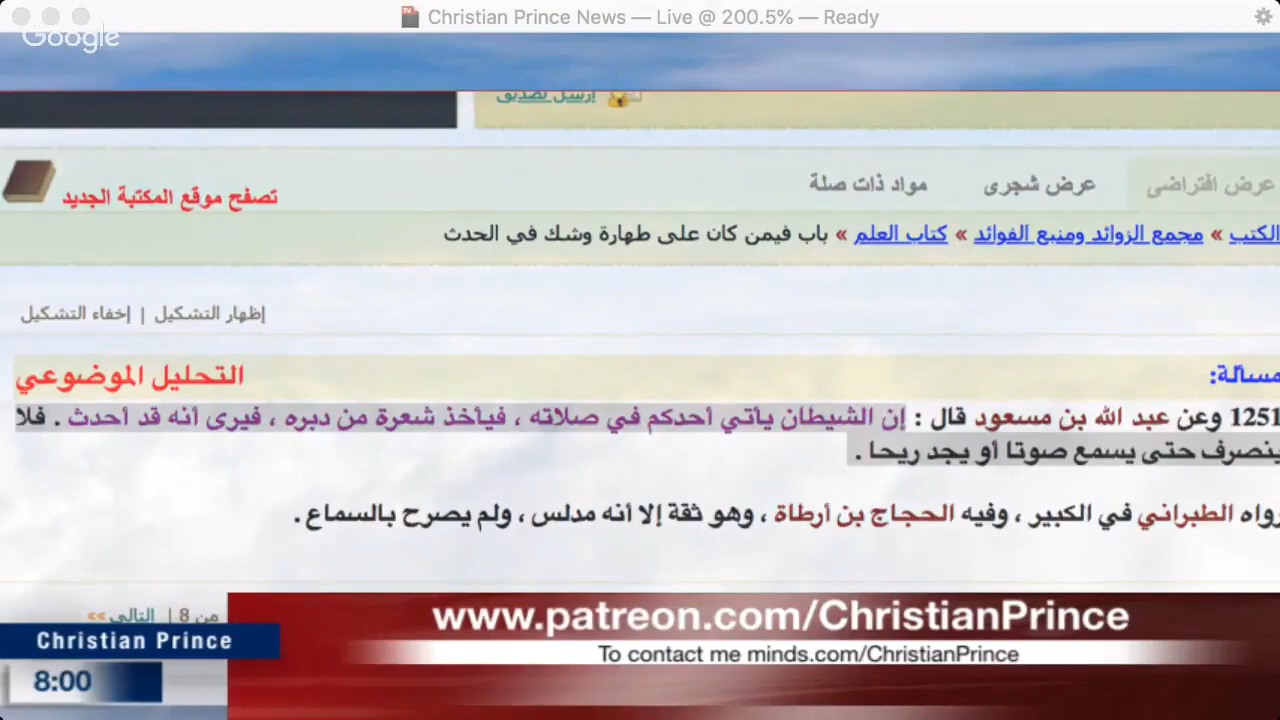 Christian Prince News — Live @ 200.5% — Ready
Google
إرسل لصديق
عرض افتراضى
عرض شجرى
مواد ذات صلة
تصفح موقع المكتبة الجديد
الكتب » مجمع الزوائد ومنبع الفوائد » كتاب العلم » باب فيمن كان على طهارة وشك في الحدث
إظهار التشكيل | إخفاء التشكيل
مسألة:
التحليل الموضوعي
1251 وعن عبد الله بن مسعود قال : إن الشيطان يأتي أحدكم في صلاته ، فيأخذ شعرة من دبره ، فيرى أنه قد أحدث . فلا
ينصرف حتى يسمع صوتا أو يجد ريحا .
رواه الطبراني في الكبير ، وفيه الحجاج بن أرطاة ، وهو ثقة إلا أنه مدلس ، ولم يصرح بالسماع .
من 8 | التالي >>
www.patreon.com/ChristianPrince
Christian Prince
To contact me minds.com/ChristianPrince
8:00